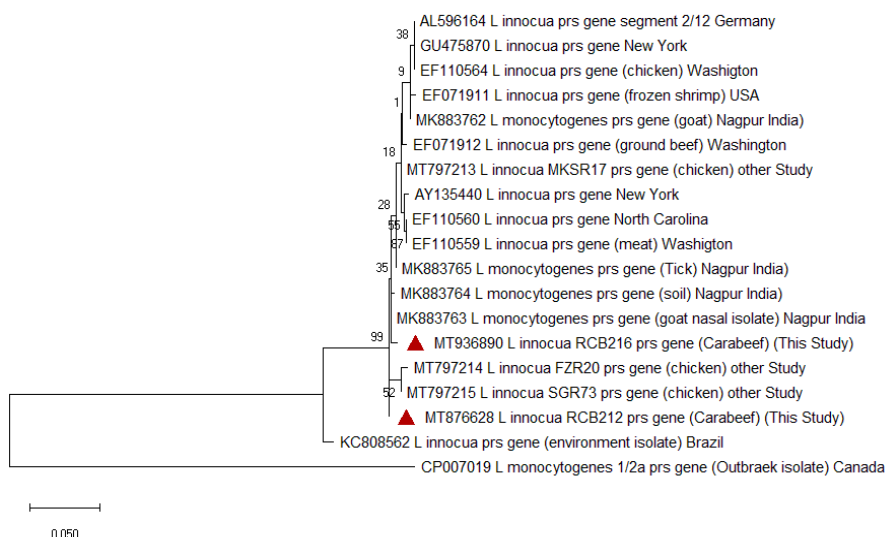 AL596164 L innocua prs gene segment 2/12 Germany
38
GU475870 L innocua prs gene New York
9
EF110564 L innocua prs gene (chicken) Washigton
EF071911 L innocua prs gene (frozen shrimp) USA
1
MK883762 L monocytogenes prs gene (goat) Nagpur India)
EF071912 L innocua prs gene (ground beef) Washington
18
MT797213 L innocua MKSR17 prs gene (chicken) other Study
AY135440 L innocua prs gene New York
28
EF110560 L innocua prs gene North Carolina
55
EF110559 L innocua prs gene (meat) Washigton
87
MK883765 L monocytogenes prs gene (Tick) Nagpur India)
35
MK883764 L monocytogenes prs gene (soil) Nagpur India)
MK883763 L monocytogenes prs gene (goat nasal isolate) Nagpur India
99
MT936890 L innocua RCB216 prs gene (Carabeef) (This Study)
MT797214 L innocua FZR20 prs gene (chicken) other Study
52
MT797215 L innocua SGR73 prs gene (chicken) other Study
MT876628 L innocua RCB212 prs gene (Carabeef) (This Study)
KC808562 L innocua prs gene (environment isolate) Brazil
CP007019 L monocytogenes 1/2a prs gene (Outbraek isolate) Canada
0.050